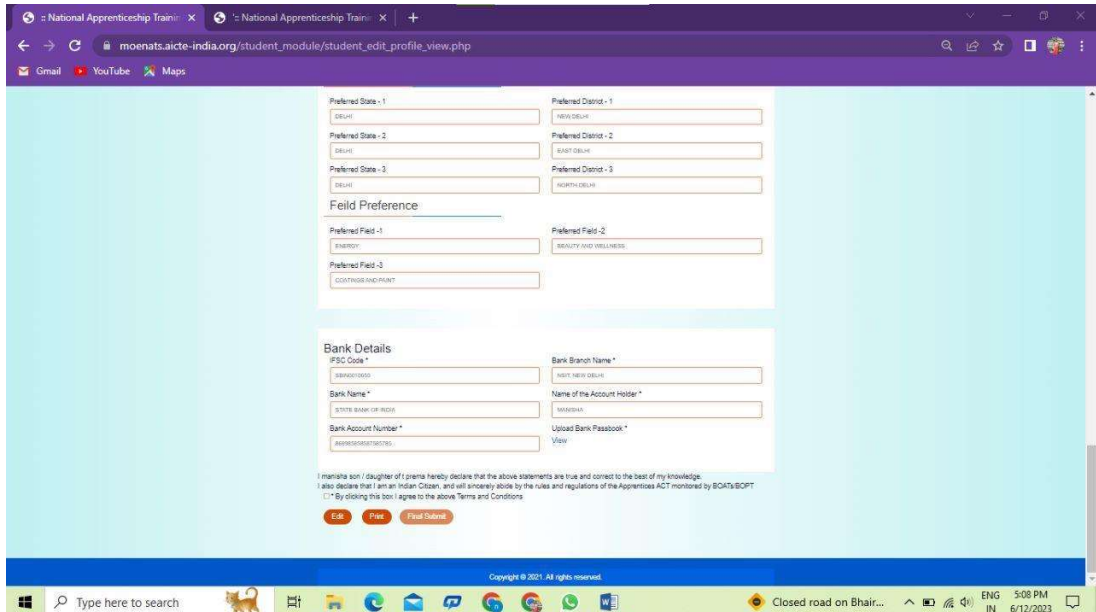 :: National Apprenticeship Trainin
':: National Apprenticeship Trainin
moenats.aicte-india.org/student_module/student_edit_profile_view.php
Gmail YouTube Maps
Preferred State - 1 Preferred District - 1
DELHI NEW DELHI
Preferred State - 2 Preferred District - 2
DELHI EAST DELHI
Preferred State - 3 Preferred District - 3
DELHI NORTH DELHI
Feild Preference
Preferred Field -1 Preferred Field -2
ENERGY BEAUTY AND WELLNESS
Preferred Field -3
COATINGS AND PAINT
Bank Details
IFSC Code * Bank Branch Name *
NSIT, NEW DELHI
Bank Name * Name of the Account Holder *
STATE BANK OF INDIA MANISHA
Bank Account Number * Upload Bank Passbook *
View
I manisha son / daughter of t prema hereby declare that the above statements are true and correct to the best of my knowledge.
I also declare that I am an Indian Citizen, and will sincerely abide by the rules and regulations of the Apprentices ACT monitored by BOATs/BOPT
* By clicking this box I agree to the above Terms and Conditions
Edit Print Final Submit
Copyright © 2021. All rights reserved.
Type here to search Closed road on Bhair... ENG 5:08 PM
IN 6/12/2023